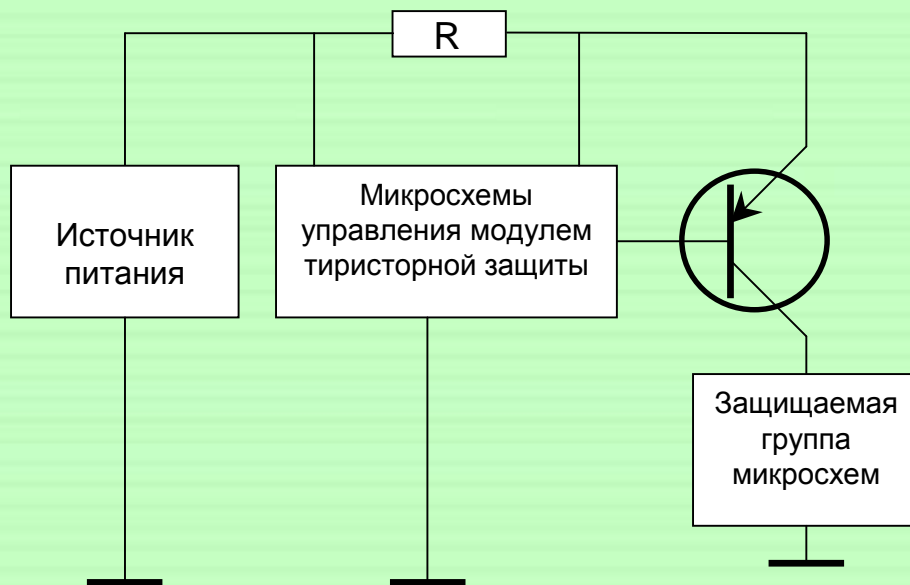 R
Источник
питания
Микросхемы
управления модулем
тиристорной защиты
Защищаемая
группа
микросхем